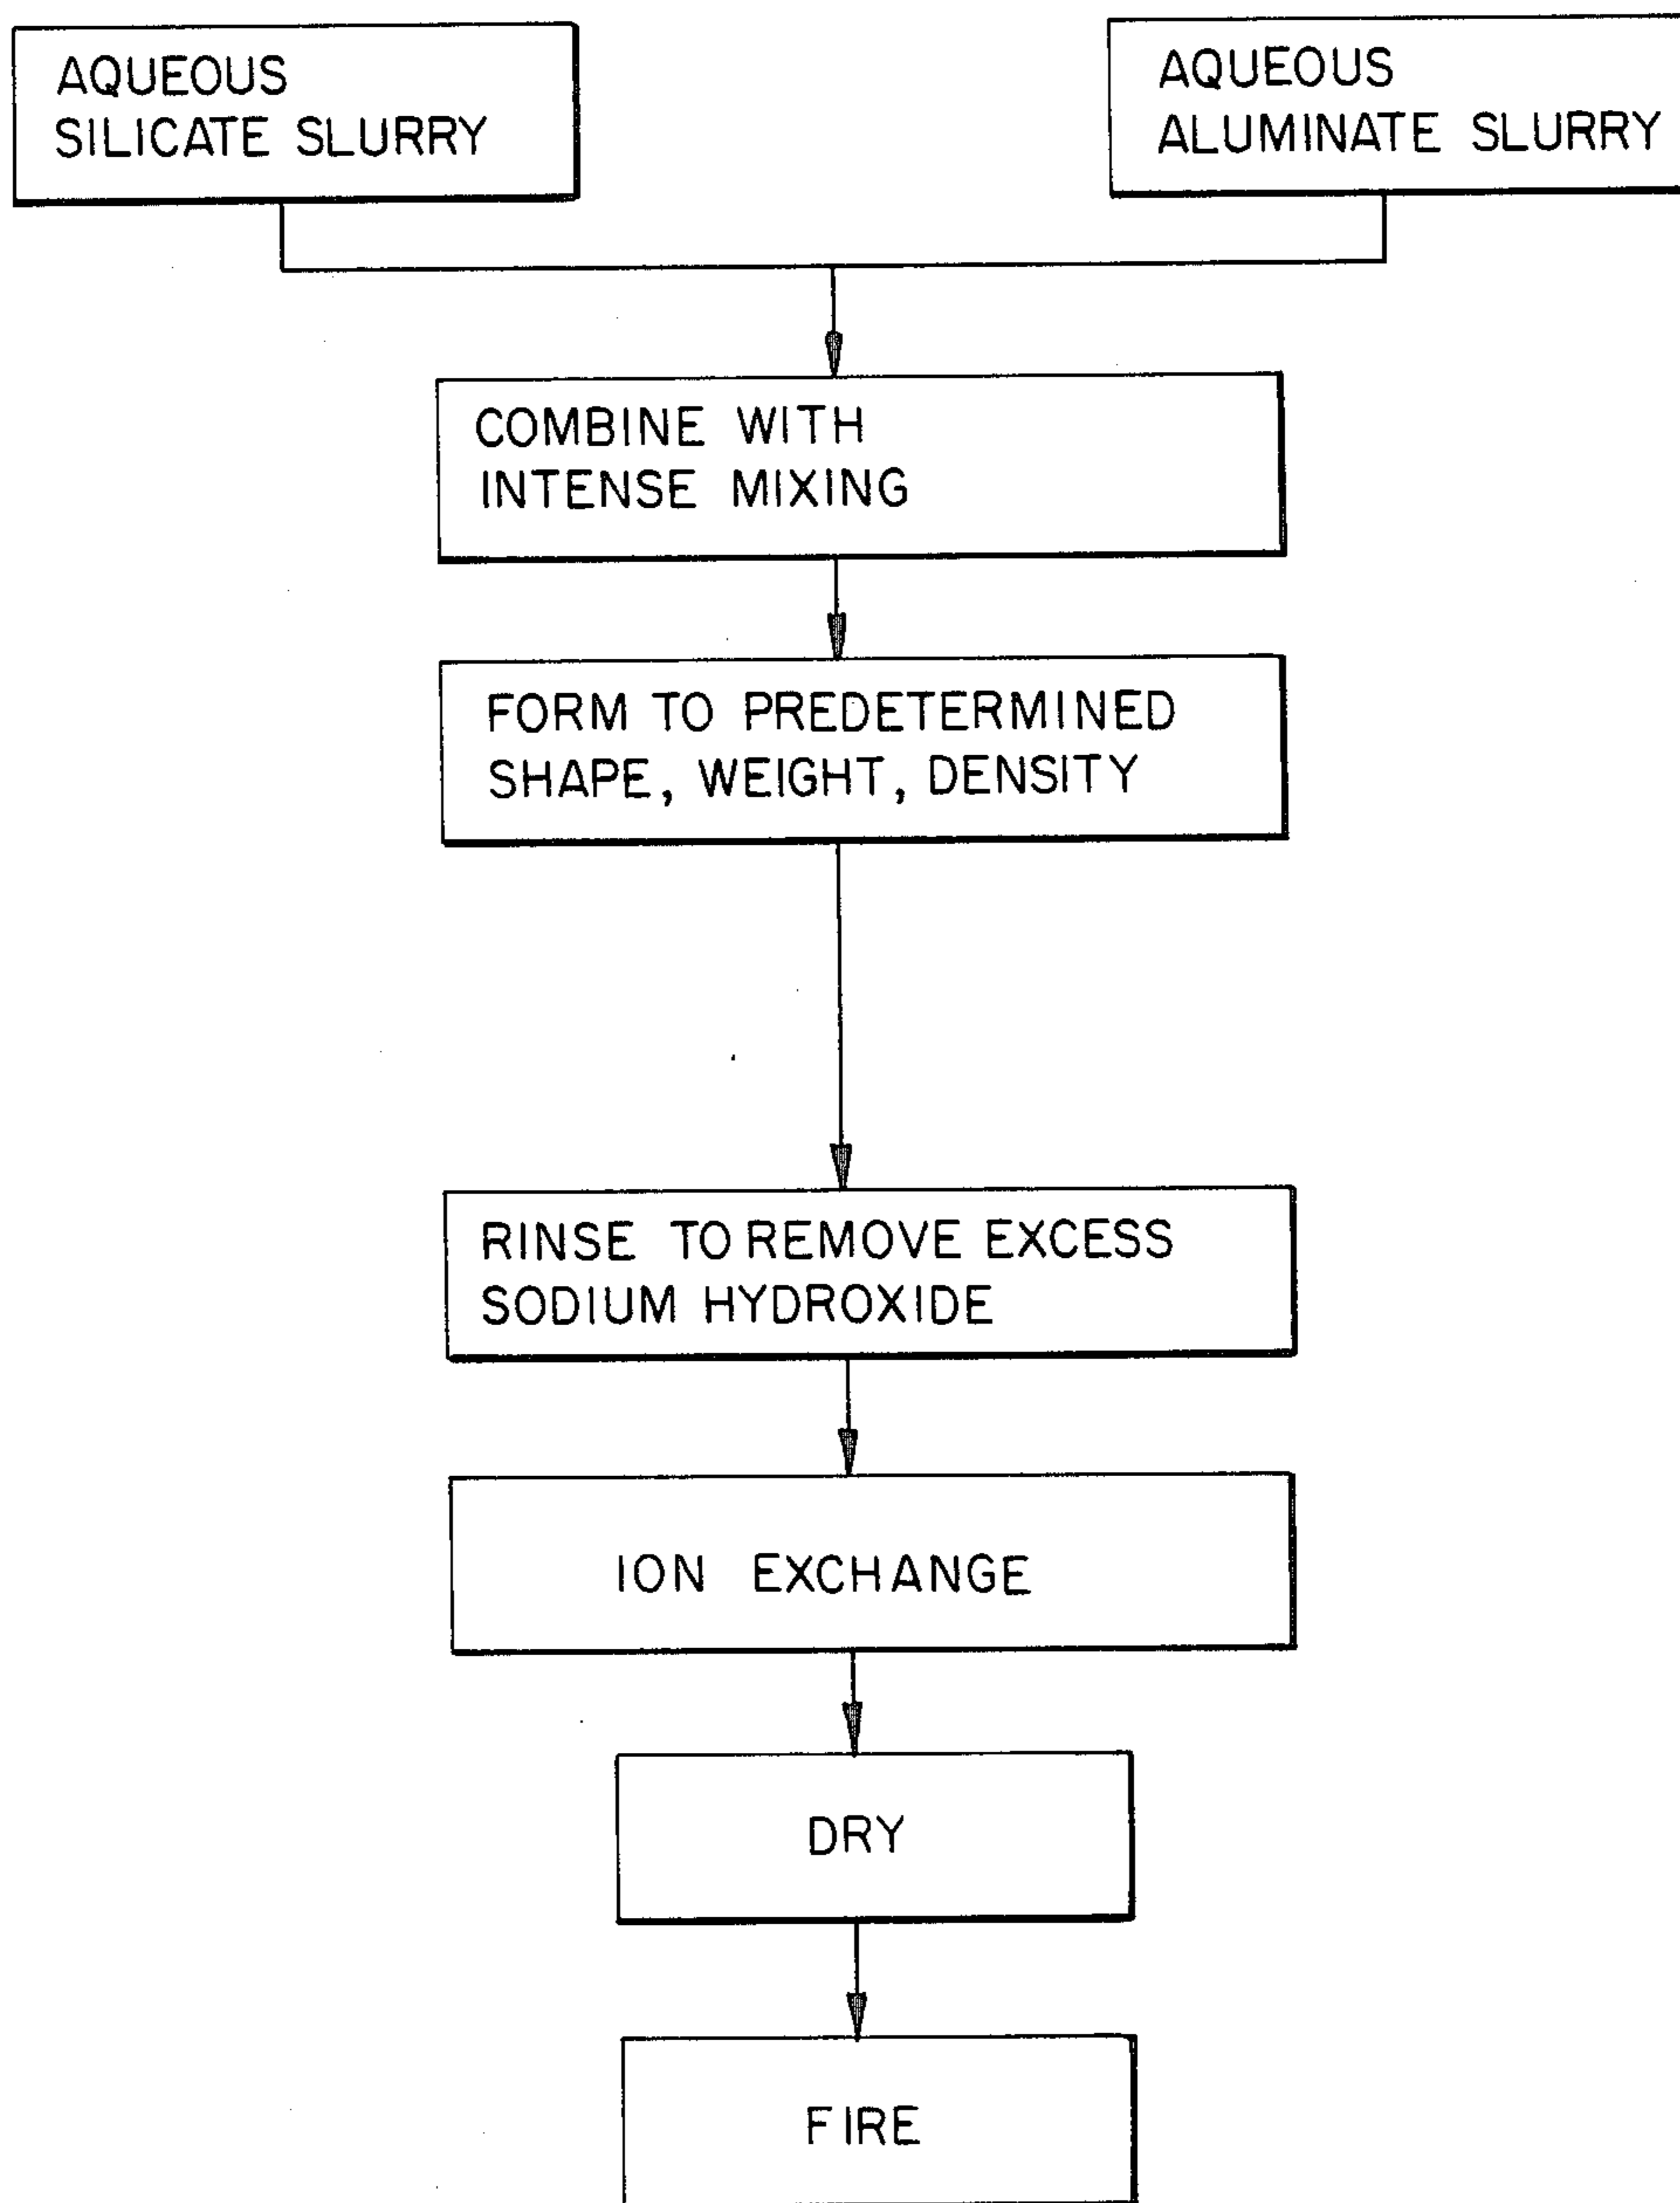 AQUEOUS
SILICATE SLURRY
AQUEOUS
ALUMINATE SLURRY
COMBINE WITH
INTENSE MIXING
FORM TO PREDETERMINED
SHAPE, WEIGHT, DENSITY
RINSE TO REMOVE EXCESS
SODIUM HYDROXIDE
ION EXCHANGE
DRY
FIRE